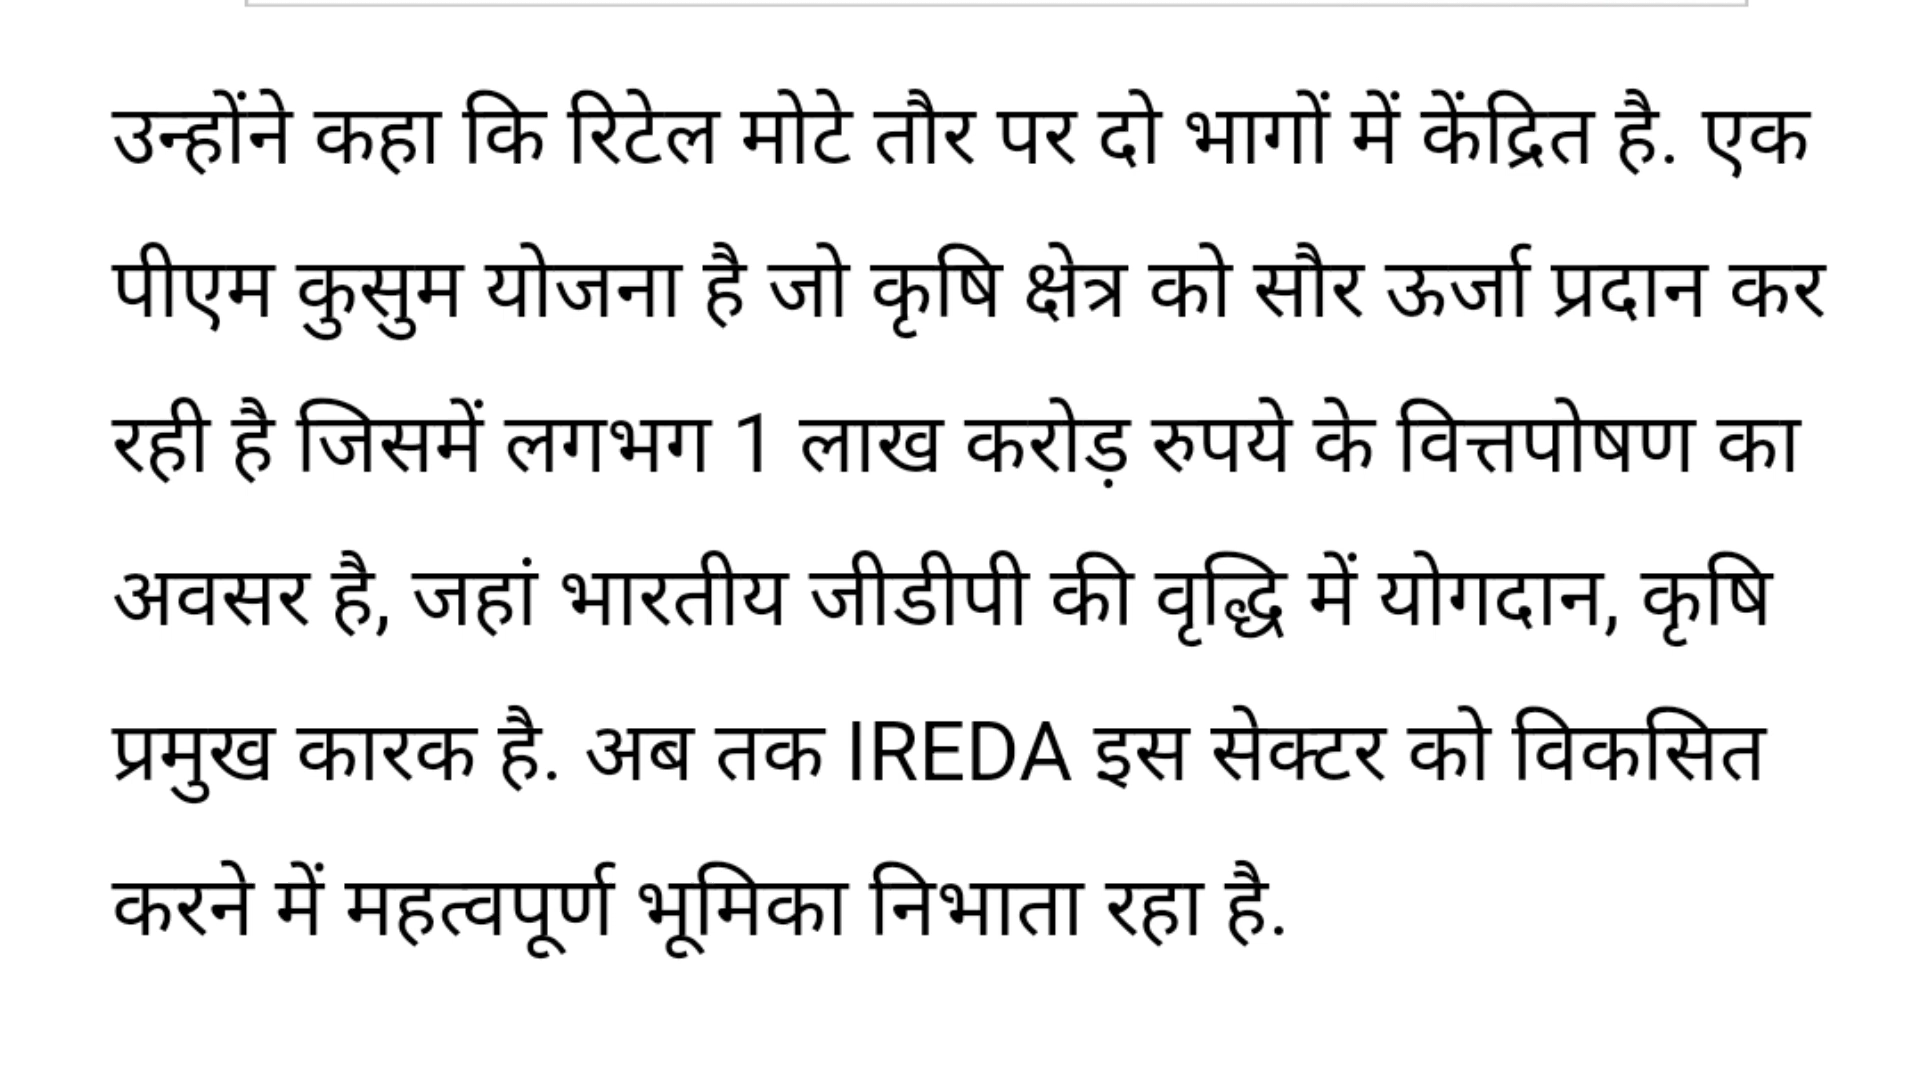 उन्होंने कहा कि रिटेल मोटे तौर पर दो भागों में केंद्रित है. एक
पीएम कुसुम योजना है जो कृषि क्षेत्र को सौर ऊर्जा प्रदान कर
रही है जिसमें लगभग 1 लाख करोड़ रुपये के वित्तपोषण का
अवसर है, जहां भारतीय जीडीपी की वृद्धि में योगदान, कृषि
प्रमुख कारक है. अब तक IREDA इस सेक्टर को विकसित
करने में महत्वपूर्ण भूमिका निभाता रहा है.